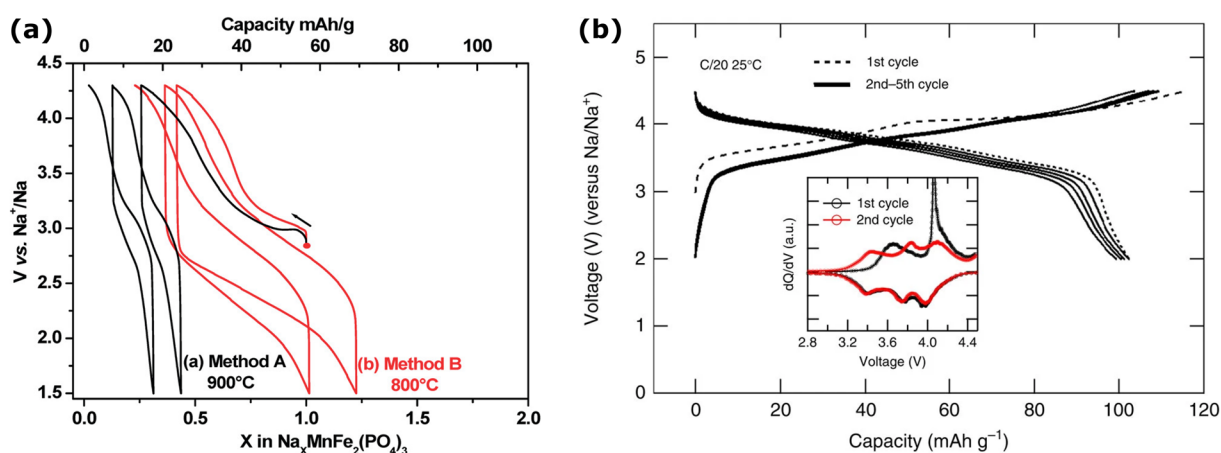 (a)
Capacity mAh/g
0 20 40 60 80 100
4.5
4.0
3.5
3.0
2.5
2.0
1.5
V vs. Na⁺/Na
(a) Method A
900°C
(b) Method B
800°C
0.0 0.5 1.0 1.5 2.0
X in NaₓMnFe₂(PO₄)₃
(b)
C/20 25°C
1st cycle
2nd–5th cycle
5
4
3
2
1
0
Voltage (V) (versus Na/Na⁺)
1st cycle
2nd cycle
dQ/dV (a.u.)
2.8 3.2 3.6 4.0 4.4
Voltage (V)
0 20 40 60 80 100 120
Capacity (mAh g⁻¹)